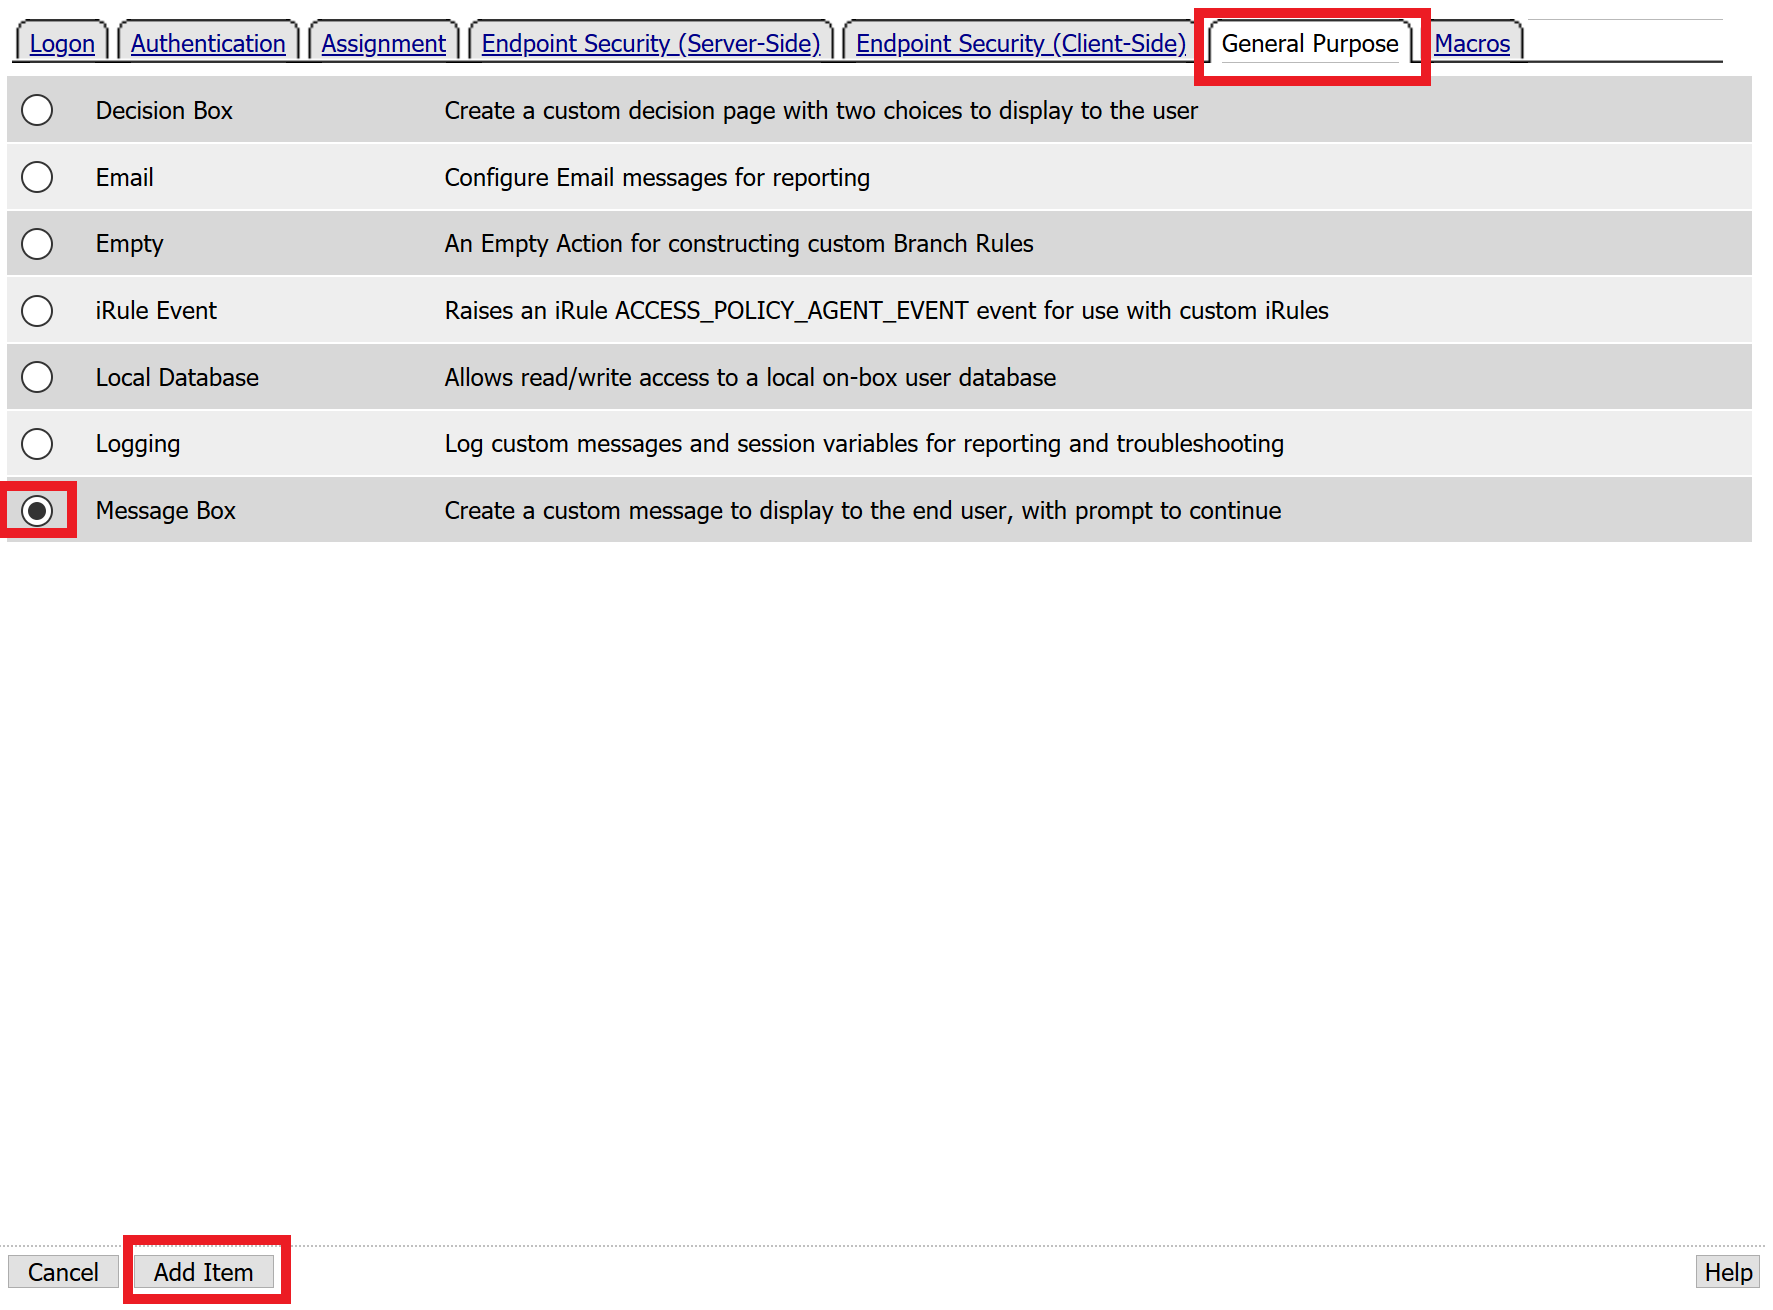 Logon Authentication Assignment Endpoint Security (Server-Side) Endpoint Security (Client-Side) General Purpose Macros
Decision Box Create a custom decision page with two choices to display to the user
Email Configure Email messages for reporting
Empty An Empty Action for constructing custom Branch Rules
iRule Event Raises an iRule ACCESS_POLICY_AGENT_EVENT event for use with custom iRules
Local Database Allows read/write access to a local on-box user database
Logging Log custom messages and session variables for reporting and troubleshooting
Message Box Create a custom message to display to the end user, with prompt to continue
Cancel Add Item Help